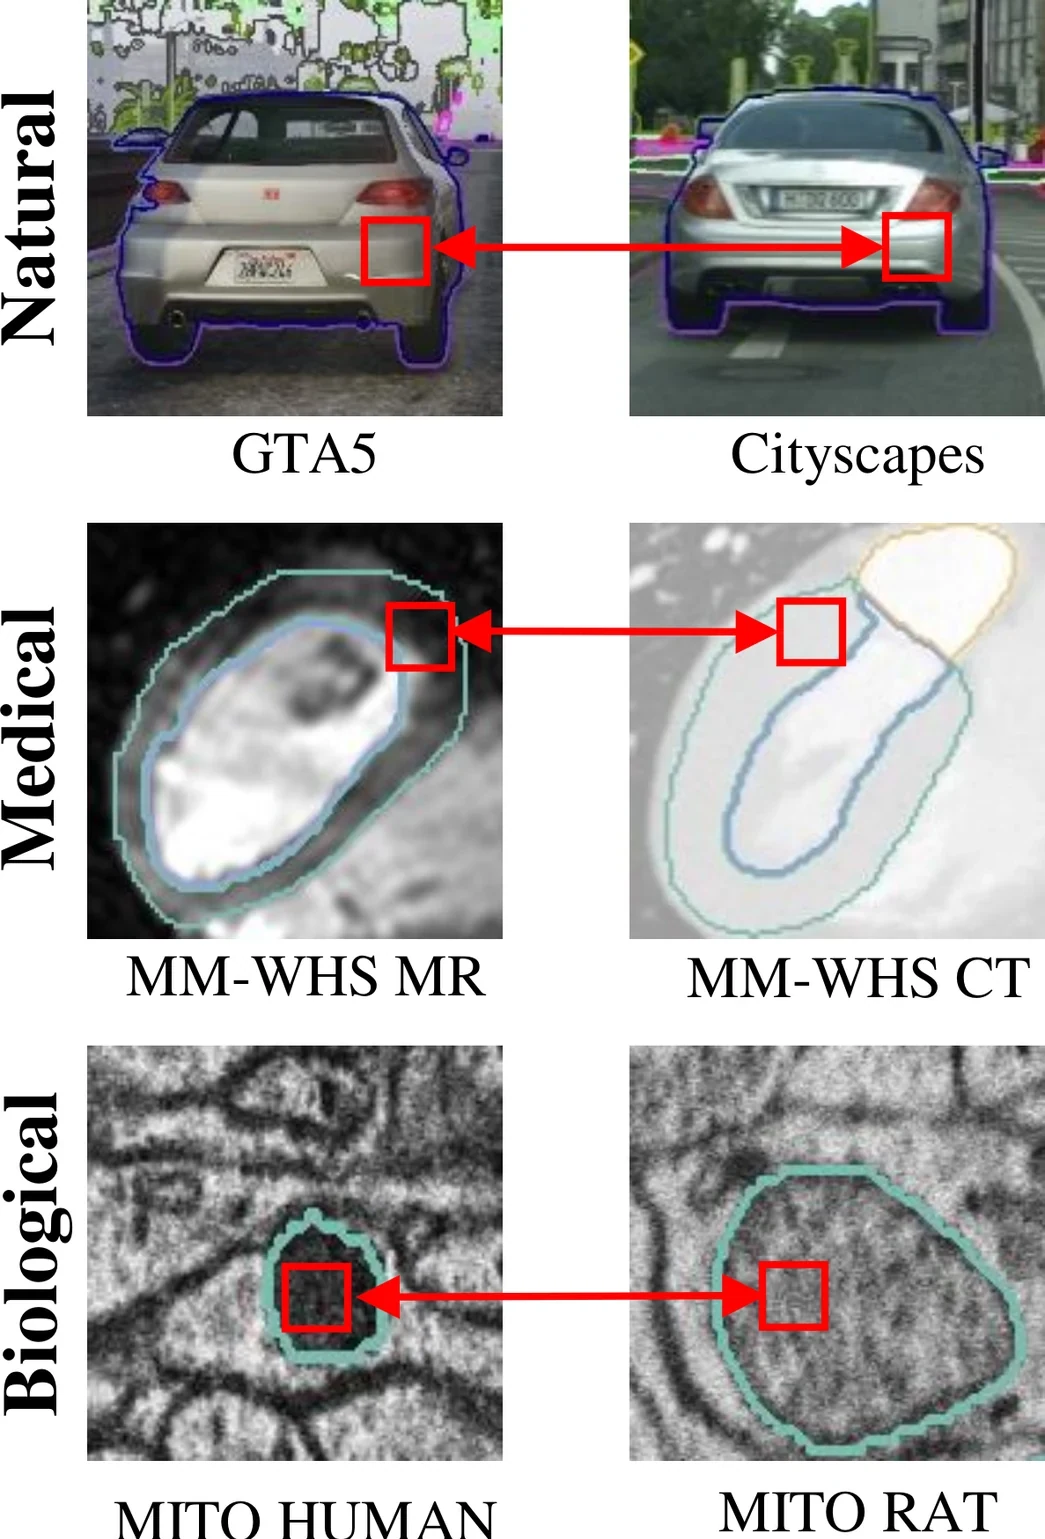 Natural
GTA5
Cityscapes
Medical
MM-WHS MR
MM-WHS CT
Biological
MITO HUMAN
MITO RAT